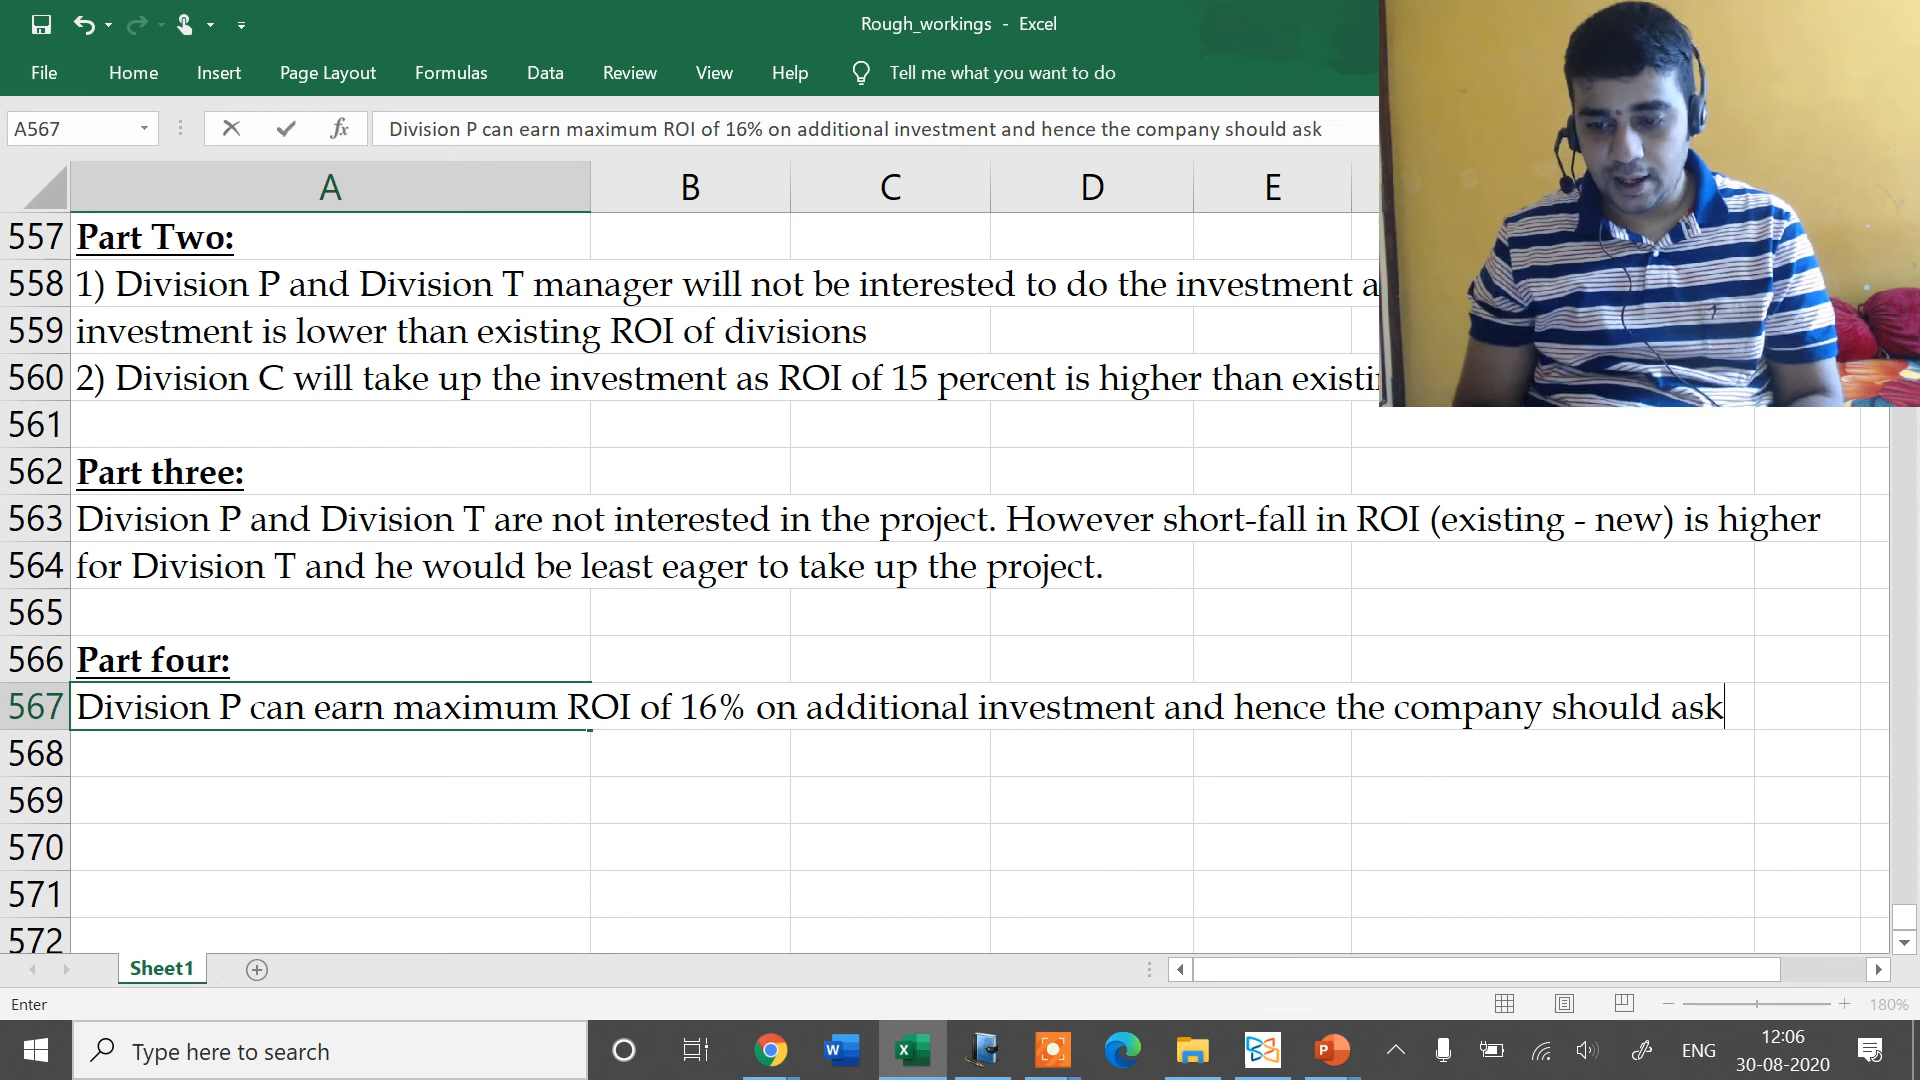 Rough_workings - Excel
File Home Insert Page Layout Formulas Data Review View Help Tell me what you want to do
A567 fx Division P can earn maximum ROI of 16% on additional investment and hence the company should ask
A B C D E
557 Part Two:
558 1) Division P and Division T manager will not be interested to do the investment a
559 investment is lower than existing ROI of divisions
560 2) Division C will take up the investment as ROI of 15 percent is higher than existi
561
562 Part three:
563 Division P and Division T are not interested in the project. However short-fall in ROI (existing - new) is higher
564 for Division T and he would be least eager to take up the project.
565
566 Part four:
567 Division P can earn maximum ROI of 16% on additional investment and hence the company should ask
568
569
570
571
572
Sheet1
Enter 180%
Type here to search ENG 12:06
30-08-2020